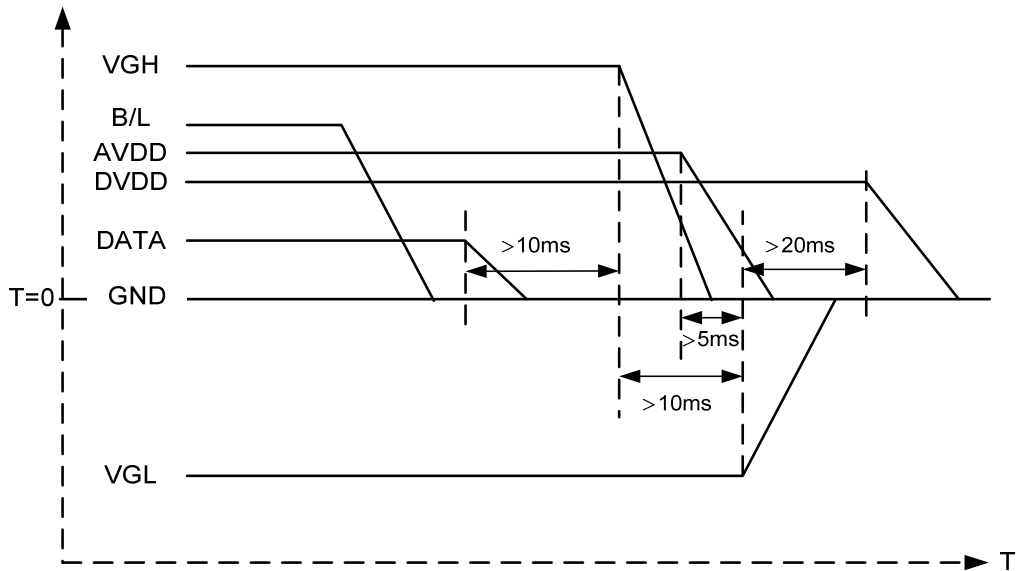 VGH
B/L
AVDD
DVDD
DATA
>10ms
>20ms
T=0
GND
>5ms
>10ms
VGL
T